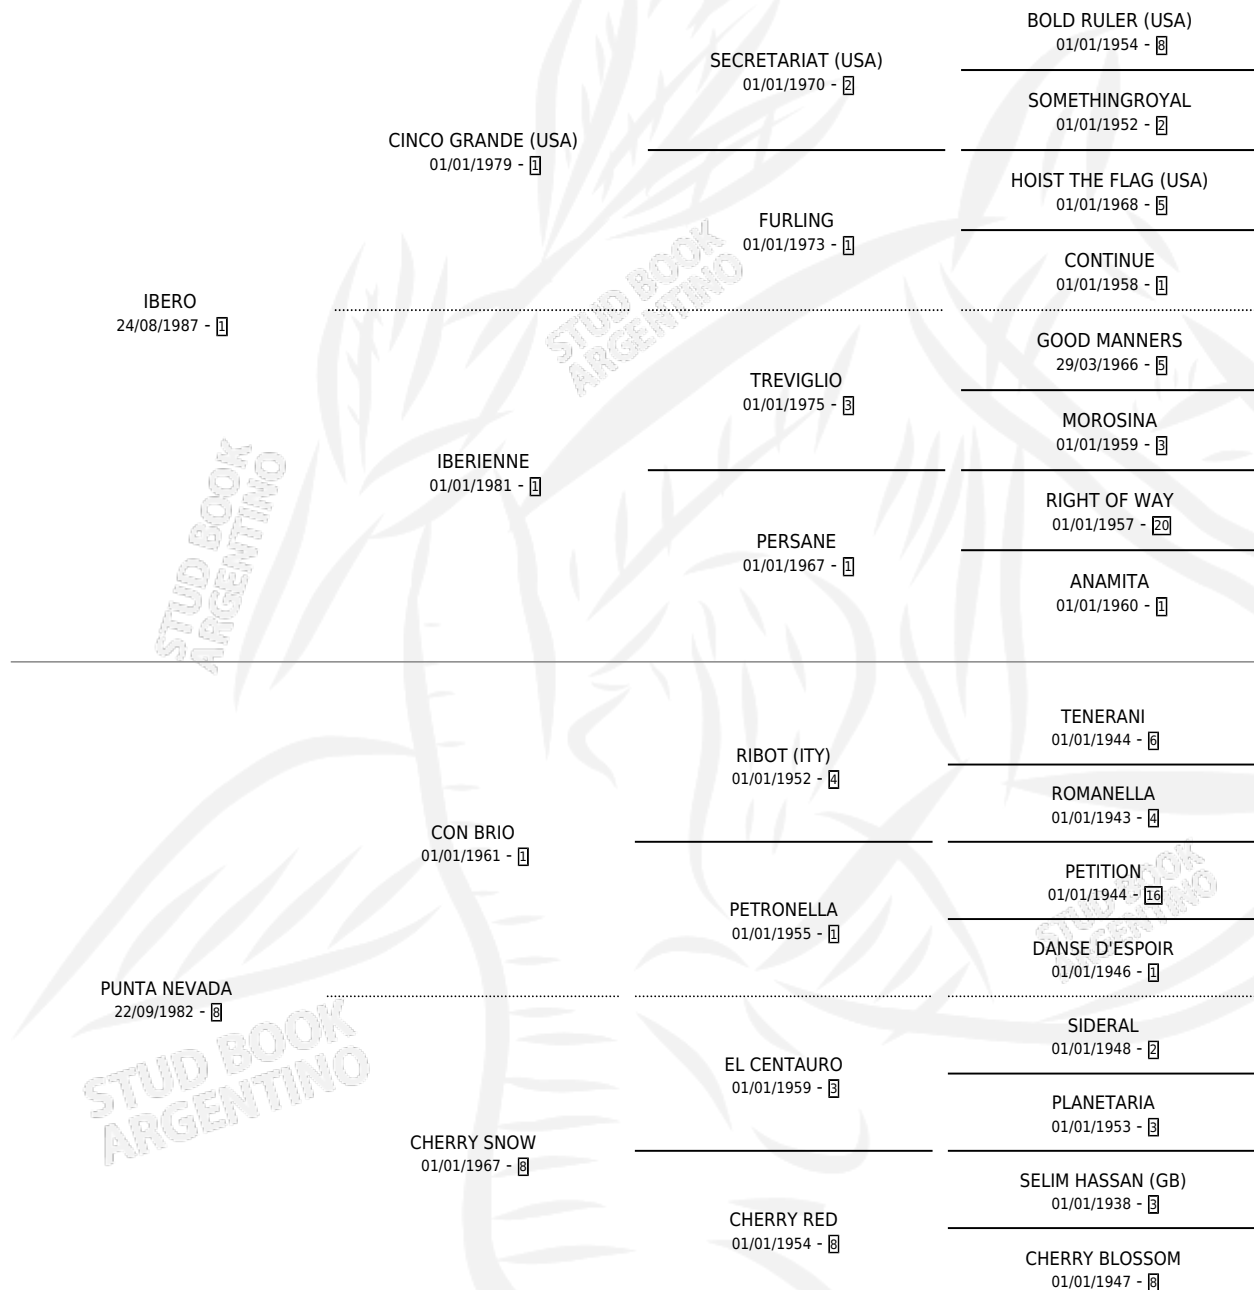 BOLD RULER (USA)
01/01/1954 - 8
SECRETARIAT (USA)
01/01/1970 - 2
SOMETHINGROYAL
01/01/1952 - 2
CINCO GRANDE (USA)
01/01/1979 - 1
HOIST THE FLAG (USA)
01/01/1968 - 5
FURLING
01/01/1973 - 1
CONTINUE
01/01/1958 - 1
IBERO
24/08/1987 - 1
STUD BOOK
ARGENTINO
GOOD MANNERS
29/03/1966 - 5
TREVIGLIO
01/01/1975 - 3
MOROSINA
01/01/1959 - 3
IBERIENNE
01/01/1981 - 1
RIGHT OF WAY
01/01/1957 - 20
PERSANE
01/01/1967 - 1
ANAMITA
01/01/1960 - 1
STUD BOOK
ARGENTINO
TENERANI
01/01/1944 - 6
RIBOT (ITY)
01/01/1952 - 4
ROMANELLA
01/01/1943 - 4
CON BRIO
01/01/1961 - 1
PETITION
01/01/1944 - 16
PETRONELLA
01/01/1955 - 1
STUD BOOK
ARGENTINO
DANSE D'ESPOIR
01/01/1946 - 1
PUNTA NEVADA
22/09/1982 - 8
STUD BOOK
ARGENTINO
SIDERAL
01/01/1948 - 2
EL CENTAURO
01/01/1959 - 3
PLANETARIA
01/01/1953 - 3
CHERRY SNOW
01/01/1967 - 8
SELIM HASSAN (GB)
01/01/1938 - 3
CHERRY RED
01/01/1954 - 8
CHERRY BLOSSOM
01/01/1947 - 8